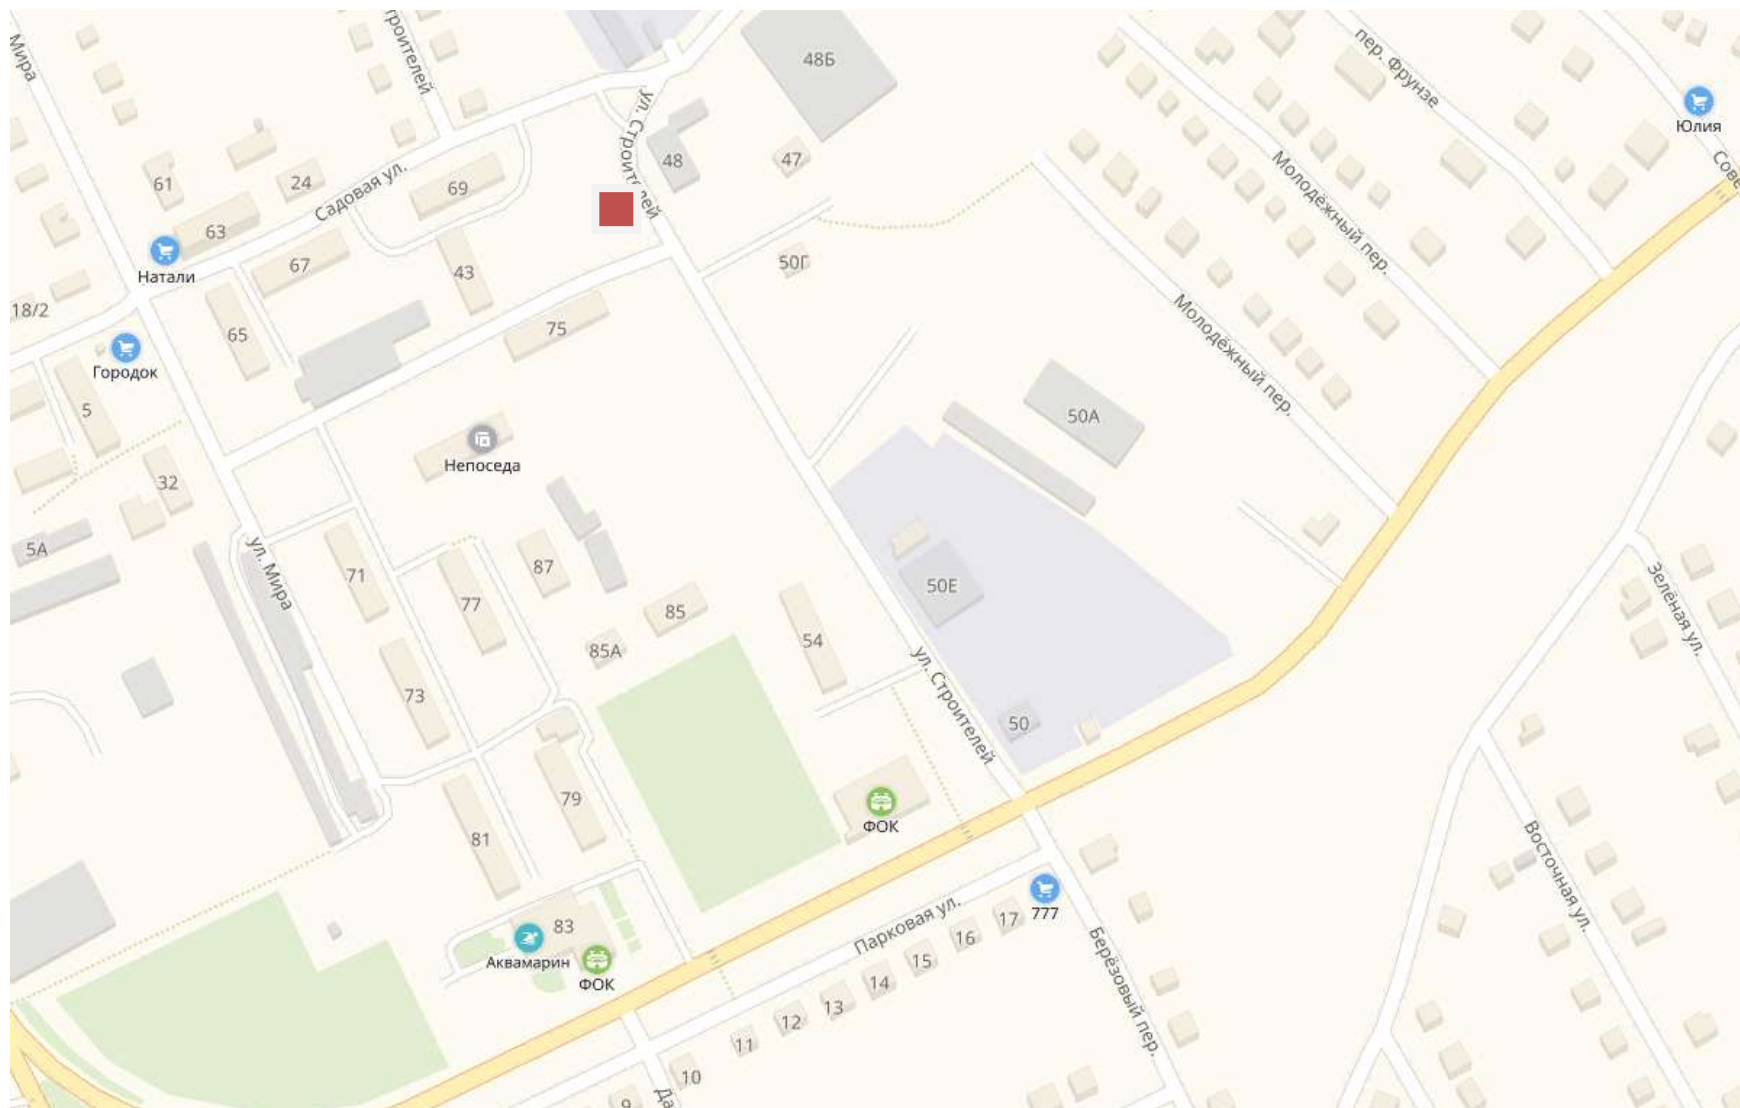 Мира
троителей
48Б
пер. Фрунзе
Юлия
Сове
ул. Строителей
48
47
61
24
Садовая ул.
69
Молодёжный пер.
63
Натали
67
43
50Г
18/2
65
75
Молодёжный пер.
Городок
5
50А
Непоседа
32
5А
ул. Мира
71
77
87
85
85А
54
50Е
Зелёная ул.
73
ул. Строителей
50
79
81
ФОК
Восточная ул.
777
Парковая ул.
17
16
15
14
13
12
11
10
9
83
Аквамарин
ФОК
Берёзовый пер.
Да